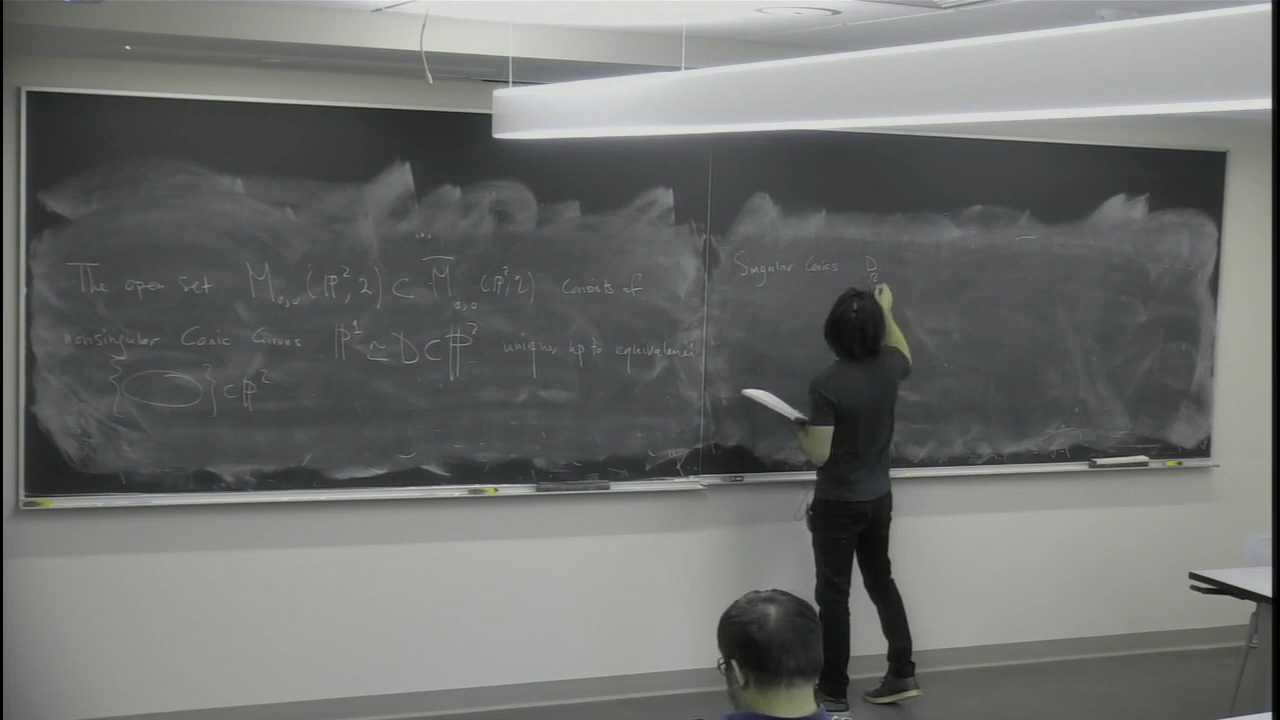 The open set M₀,₀(ℙ²,2) ⊂ M̅₀,₀(ℙ²,2) consists of
nonsingular Conic Curves ℙ¹ ≃ D ⊂ ℙ² unique up to equivalence
{ } ⊂ ℙ²
Singular Conics D